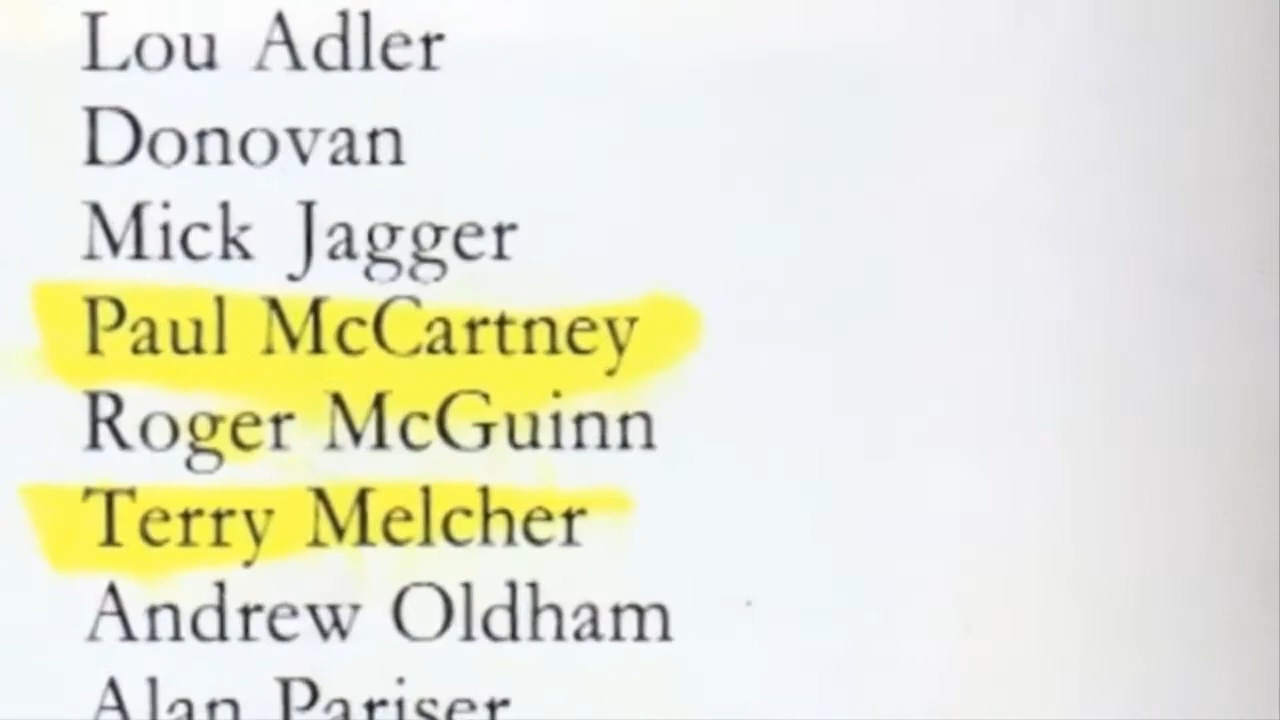 Lou Adler
Donovan
Mick Jagger
Paul McCartney
Roger McGuinn
Terry Melcher
Andrew Oldham
Alan Pariser